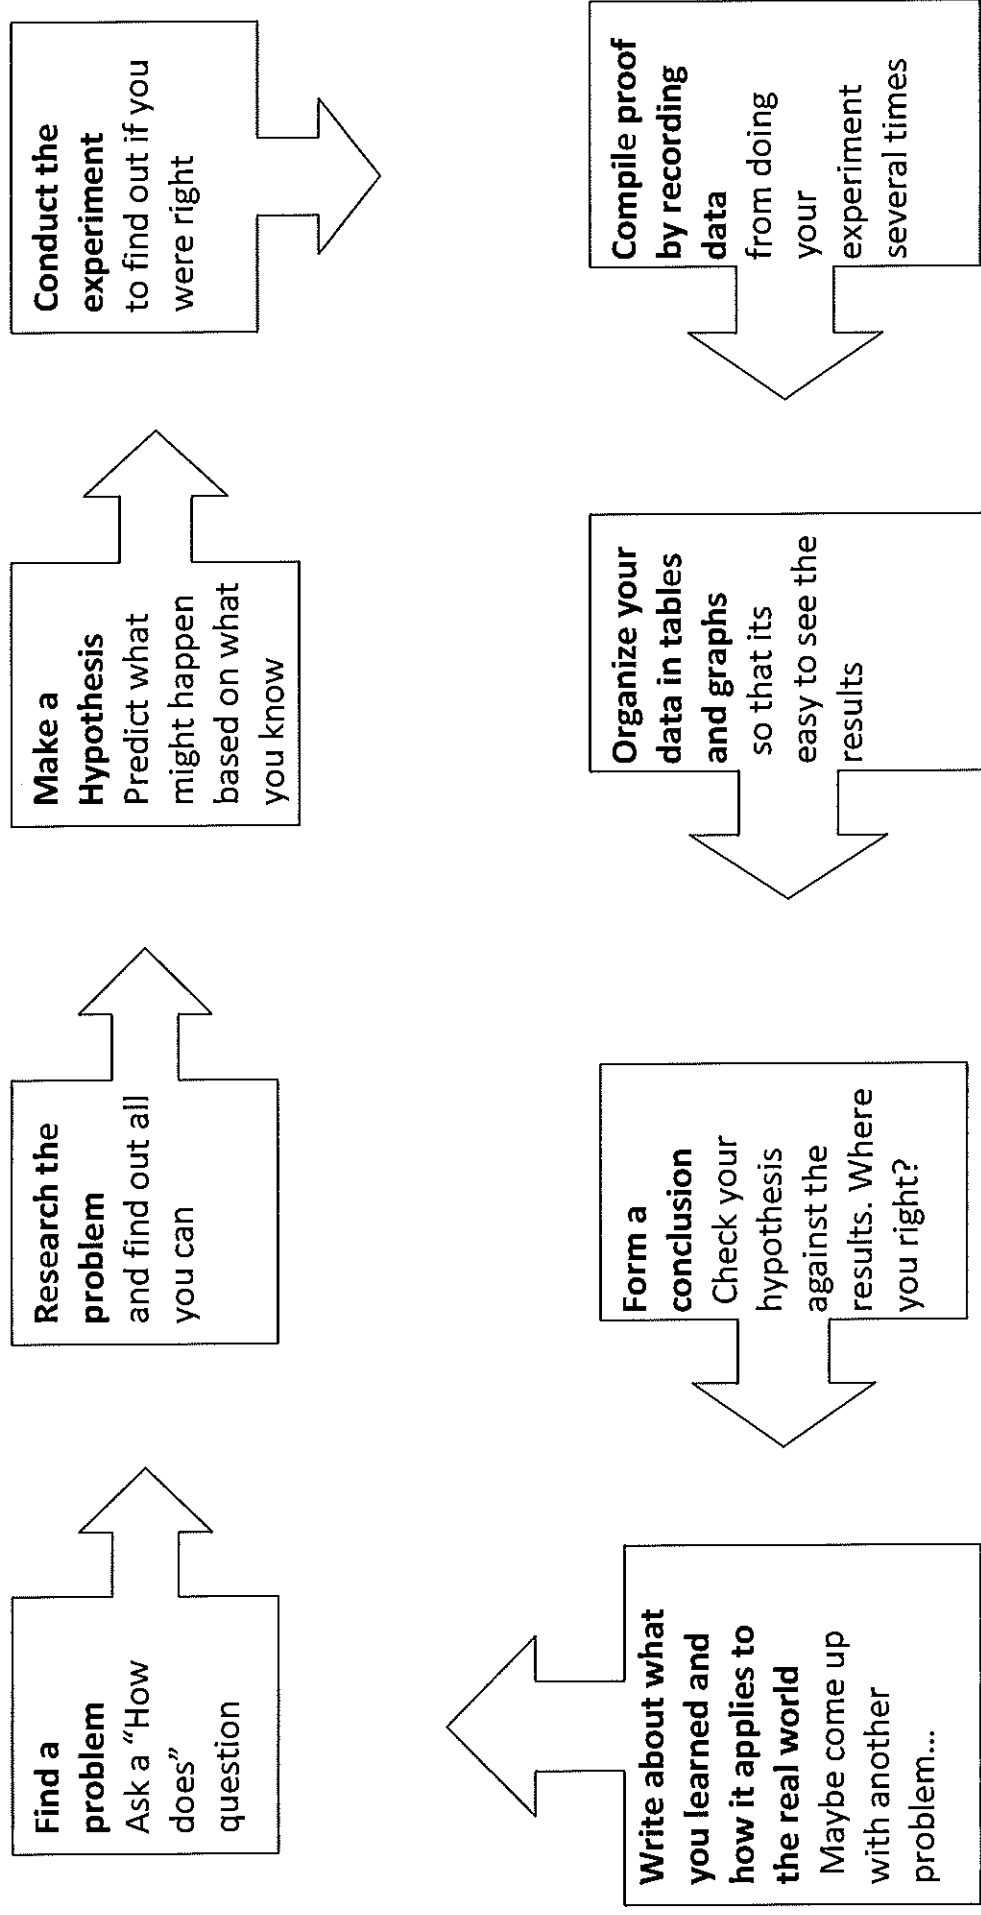 Find a
problem
Ask a “How
does”
question
Research the
problem
and find out all
you can
Make a
Hypothesis
Predict what
might happen
based on what
you know
Conduct the
experiment
to find out if you
were right
Compile proof
by recording
data
from doing
your
experiment
several times
Organize your
data in tables
and graphs
so that its
easy to see the
results
Form a
conclusion
Check your
hypothesis
against the
results. Where
you right?
Write about what
you learned and
how it applies to
the real world
Maybe come up
with another
problem...